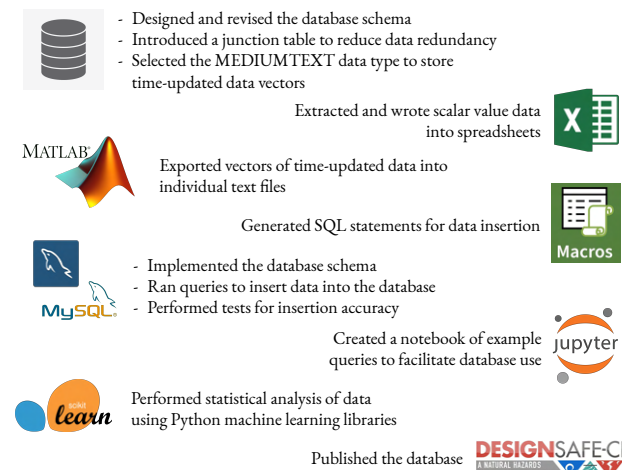 - Designed and revised the database schema
- Introduced a junction table to reduce data redundancy
- Selected the MEDIUMTEXT data type to store
time-updated data vectors
Extracted and wrote scalar value data
into spreadsheets
X
MATLAB
Exported vectors of time-updated data into
individual text files
Generated SQL statements for data insertion
Macros
- Implemented the database schema
- Ran queries to insert data into the database
- Performed tests for insertion accuracy
MySQL
Created a notebook of example
queries to facilitate database use
jupyter
scikit
learn
Performed statistical analysis of data
using Python machine learning libraries
Published the database
DESIGNSAFE-C
A NATURAL HAZARDS